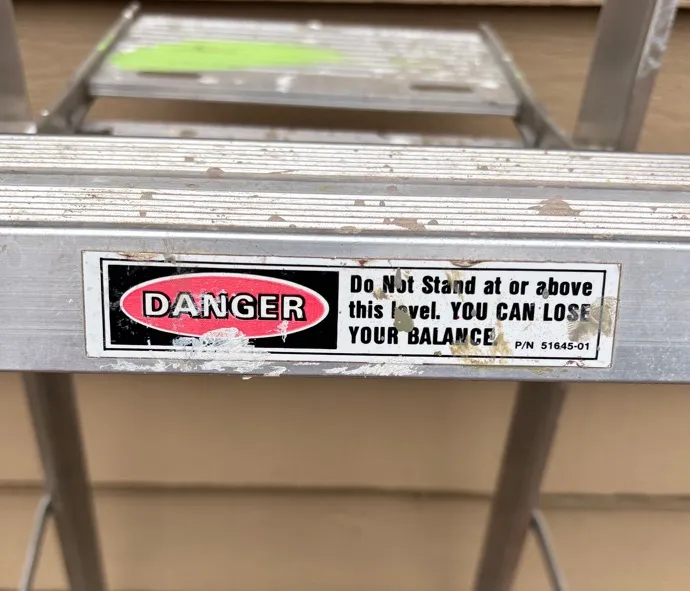 DANGER
Do Not Stand at or above
this level. YOU CAN LOSE
YOUR BALANCE
P/N 51645-01